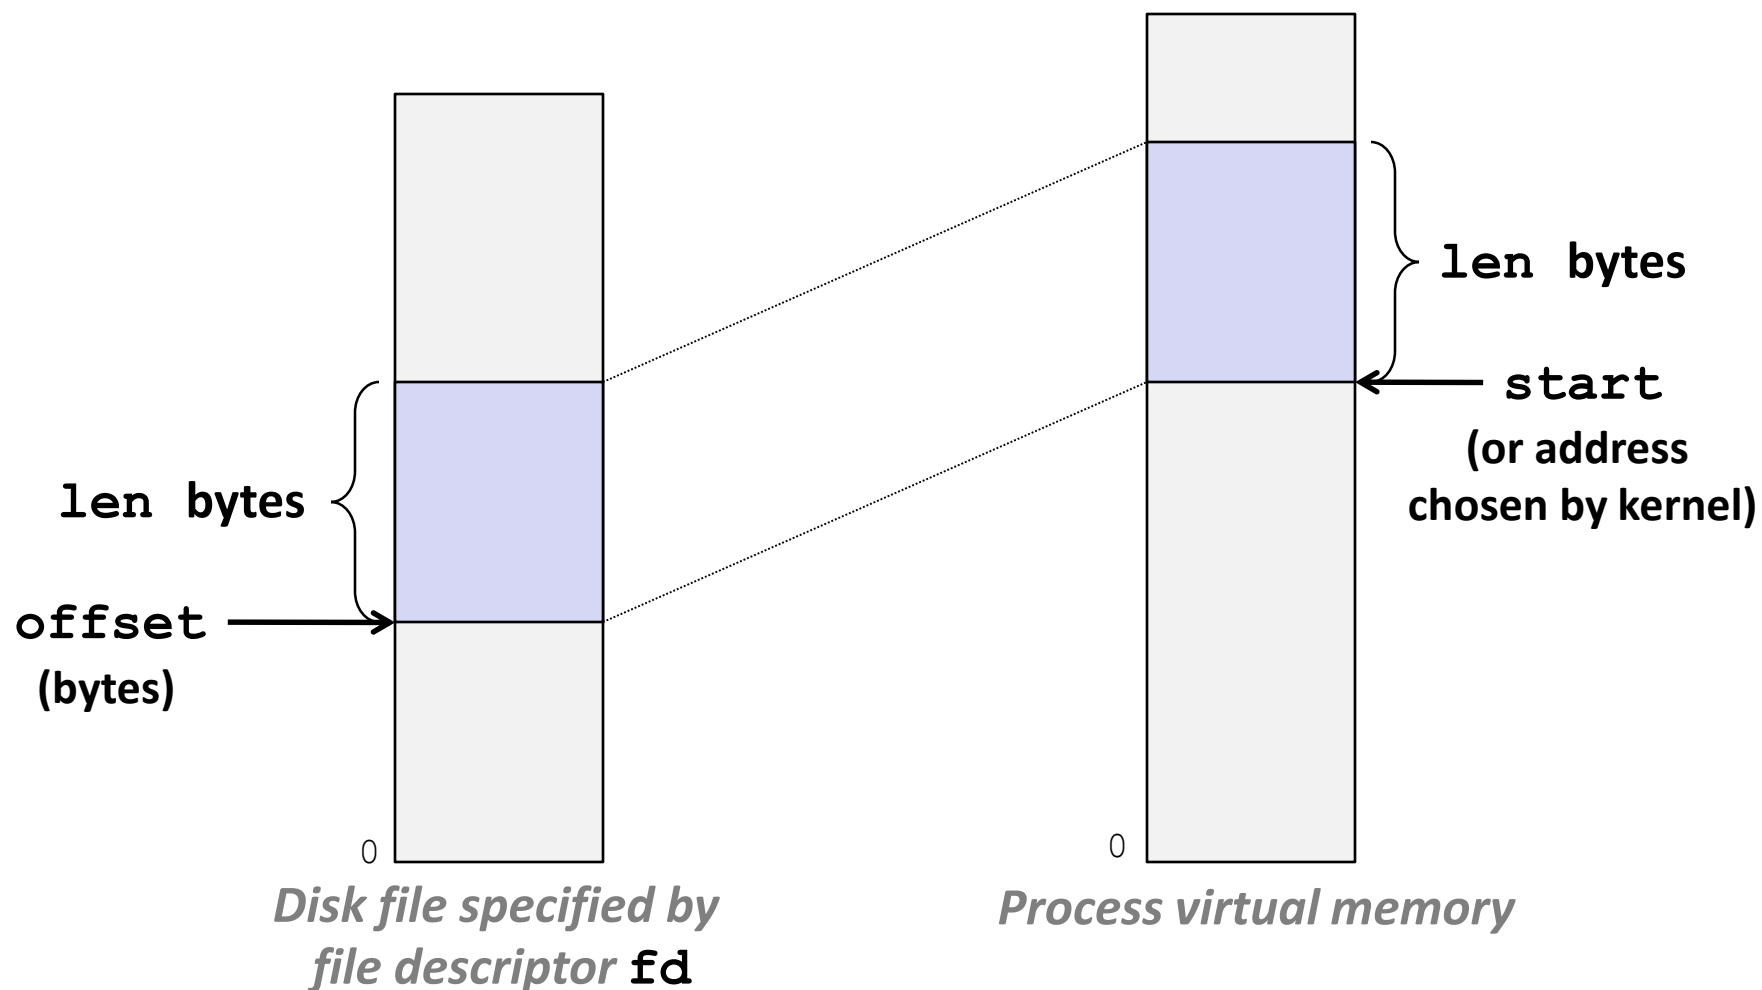 len bytes
start
(or address
chosen by kernel)
len bytes
offset
(bytes)
0
0
Disk file specified by
file descriptor fd
Process virtual memory